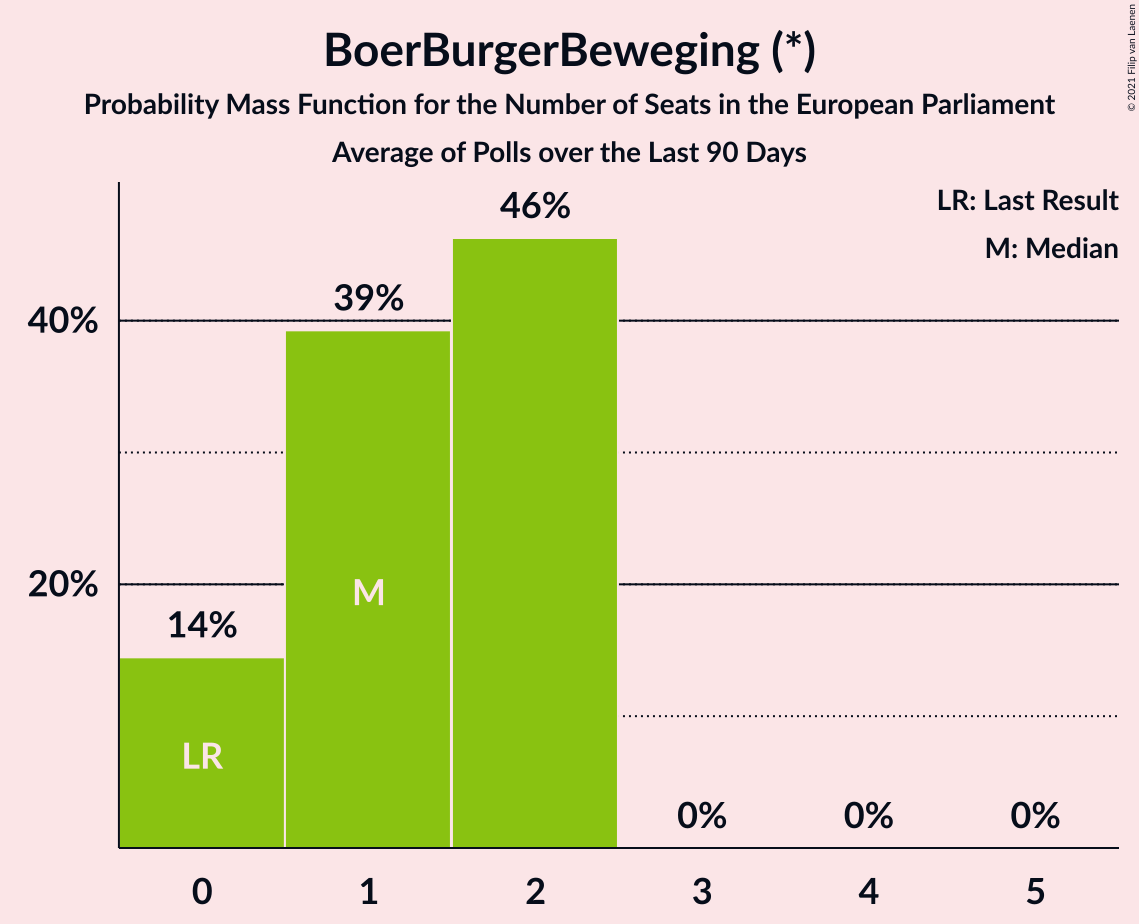 BoerBurgerBeweging (*)
Probability Mass Function for the Number of Seats in the European Parliament
Average of Polls over the Last 90 Days
© 2021 Filip van Laenen
LR: Last Result
M: Median
46%
39%
40%
M
20%
14%
LR
0% 0% 0%
0 1 2 3 4 5